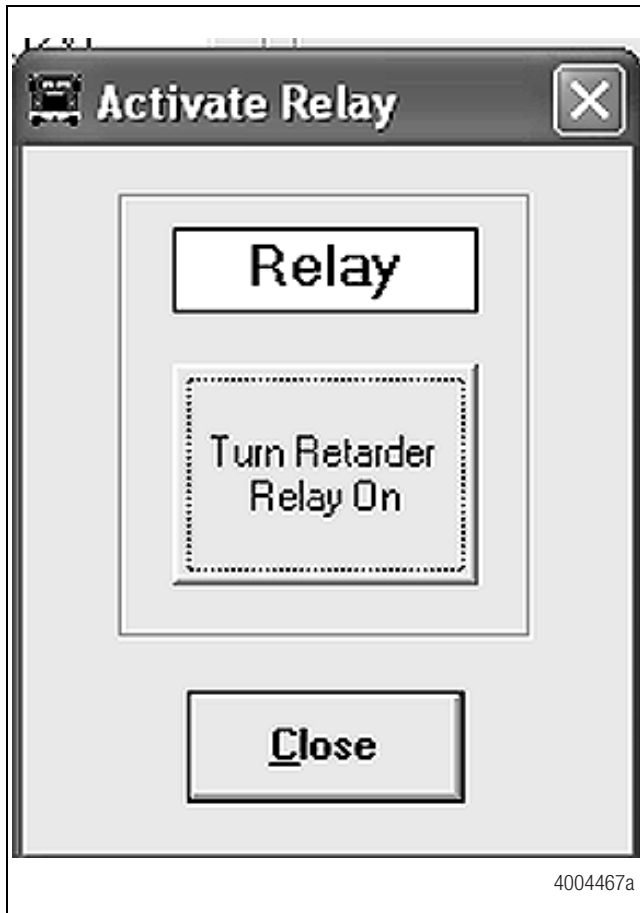 Activate Relay
Relay
Turn Retarder
Relay On
Close
4004467a